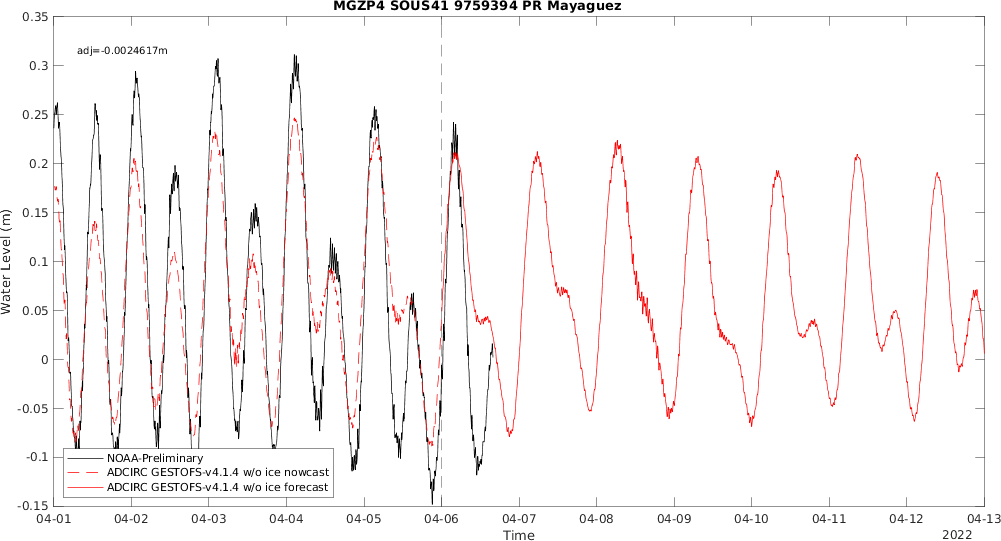 MGZP4 SOUS41 9759394 PR Mayaguez
adj=-0.0024617m
0.35
0.3
0.25
0.2
0.15
0.1
0.05
0
-0.05
-0.1
-0.15
Water Level (m)
NOAA-Preliminary
ADCIRC GESTOFS-v4.1.4 w/o ice nowcast
ADCIRC GESTOFS-v4.1.4 w/o ice forecast
04-01 04-02 04-03 04-04 04-05 04-06 04-07 04-08 04-09 04-10 04-11 04-12 04-13
Time
2022